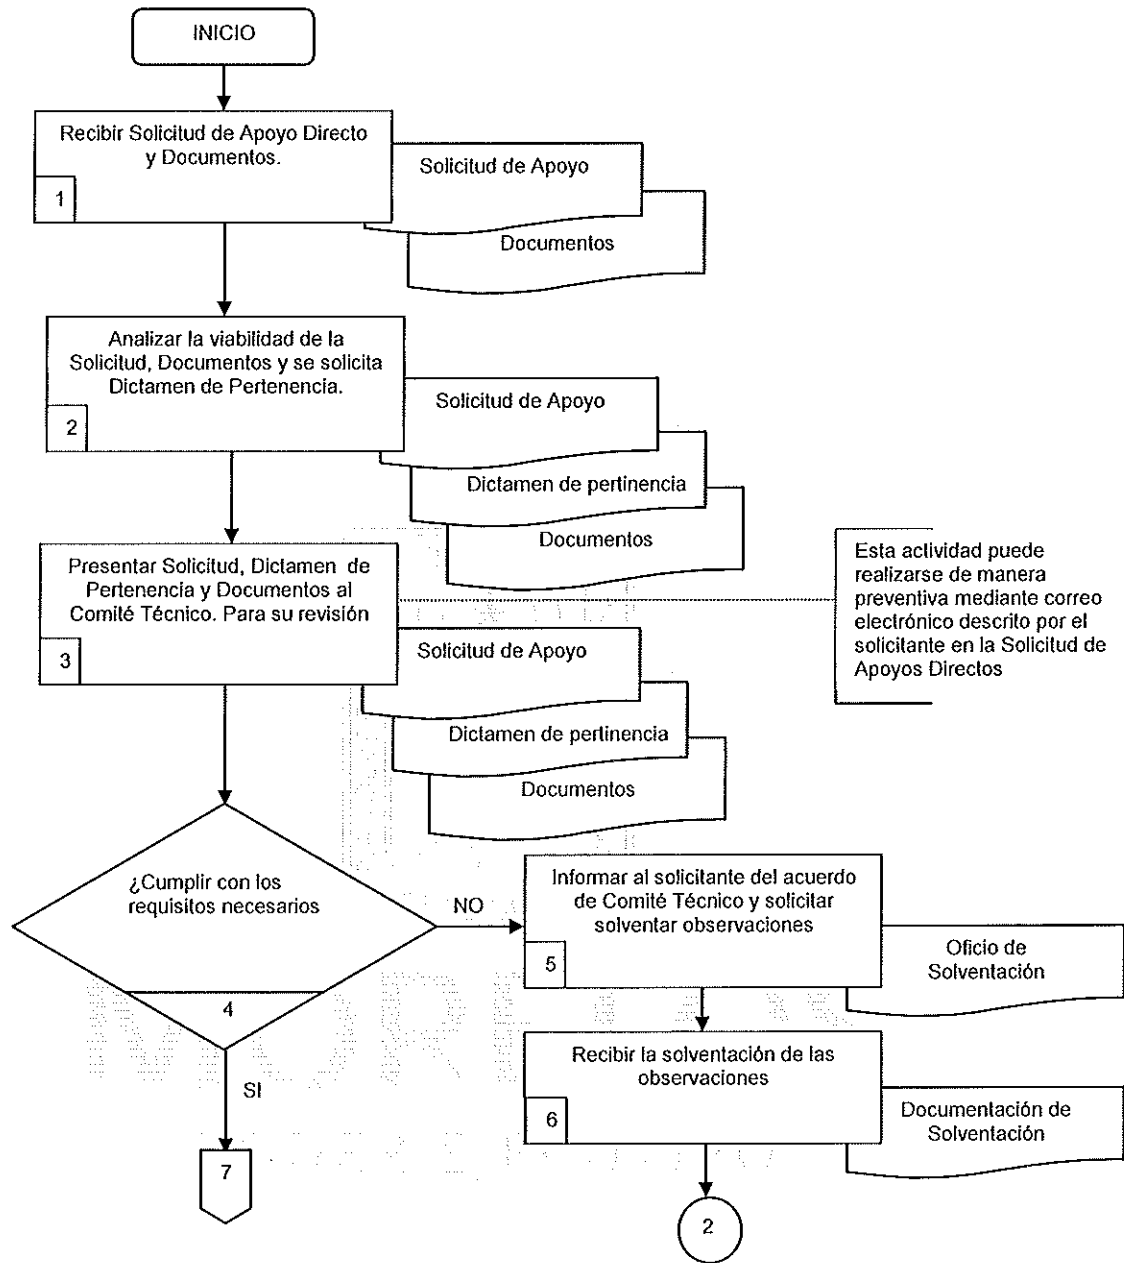 INICIO
Recibir Solicitud de Apoyo Directo
y Documentos.
1
Solicitud de Apoyo
Documentos
Analizar la viabilidad de la
Solicitud, Documentos y se solicita
Dictamen de Pertenencia.
2
Solicitud de Apoyo
Dictamen de pertinencia
Documentos
Presentar Solicitud, Dictamen de
Pertenencia y Documentos al
Comité Técnico. Para su revisión
3
Esta actividad puede
realizarse de manera
preventiva mediante correo
electrónico descrito por el
solicitante en la Solicitud de
Apoyos Directos
Solicitud de Apoyo
Dictamen de pertinencia
Documentos
¿Cumplir con los
requisitos necesarios
4
NO
Informar al solicitante del acuerdo
de Comité Técnico y solicitar
solventar observaciones
5
Oficio de
Solventación
Recibir la solventación de las
observaciones
6
Documentación de
Solventación
SI
7
2